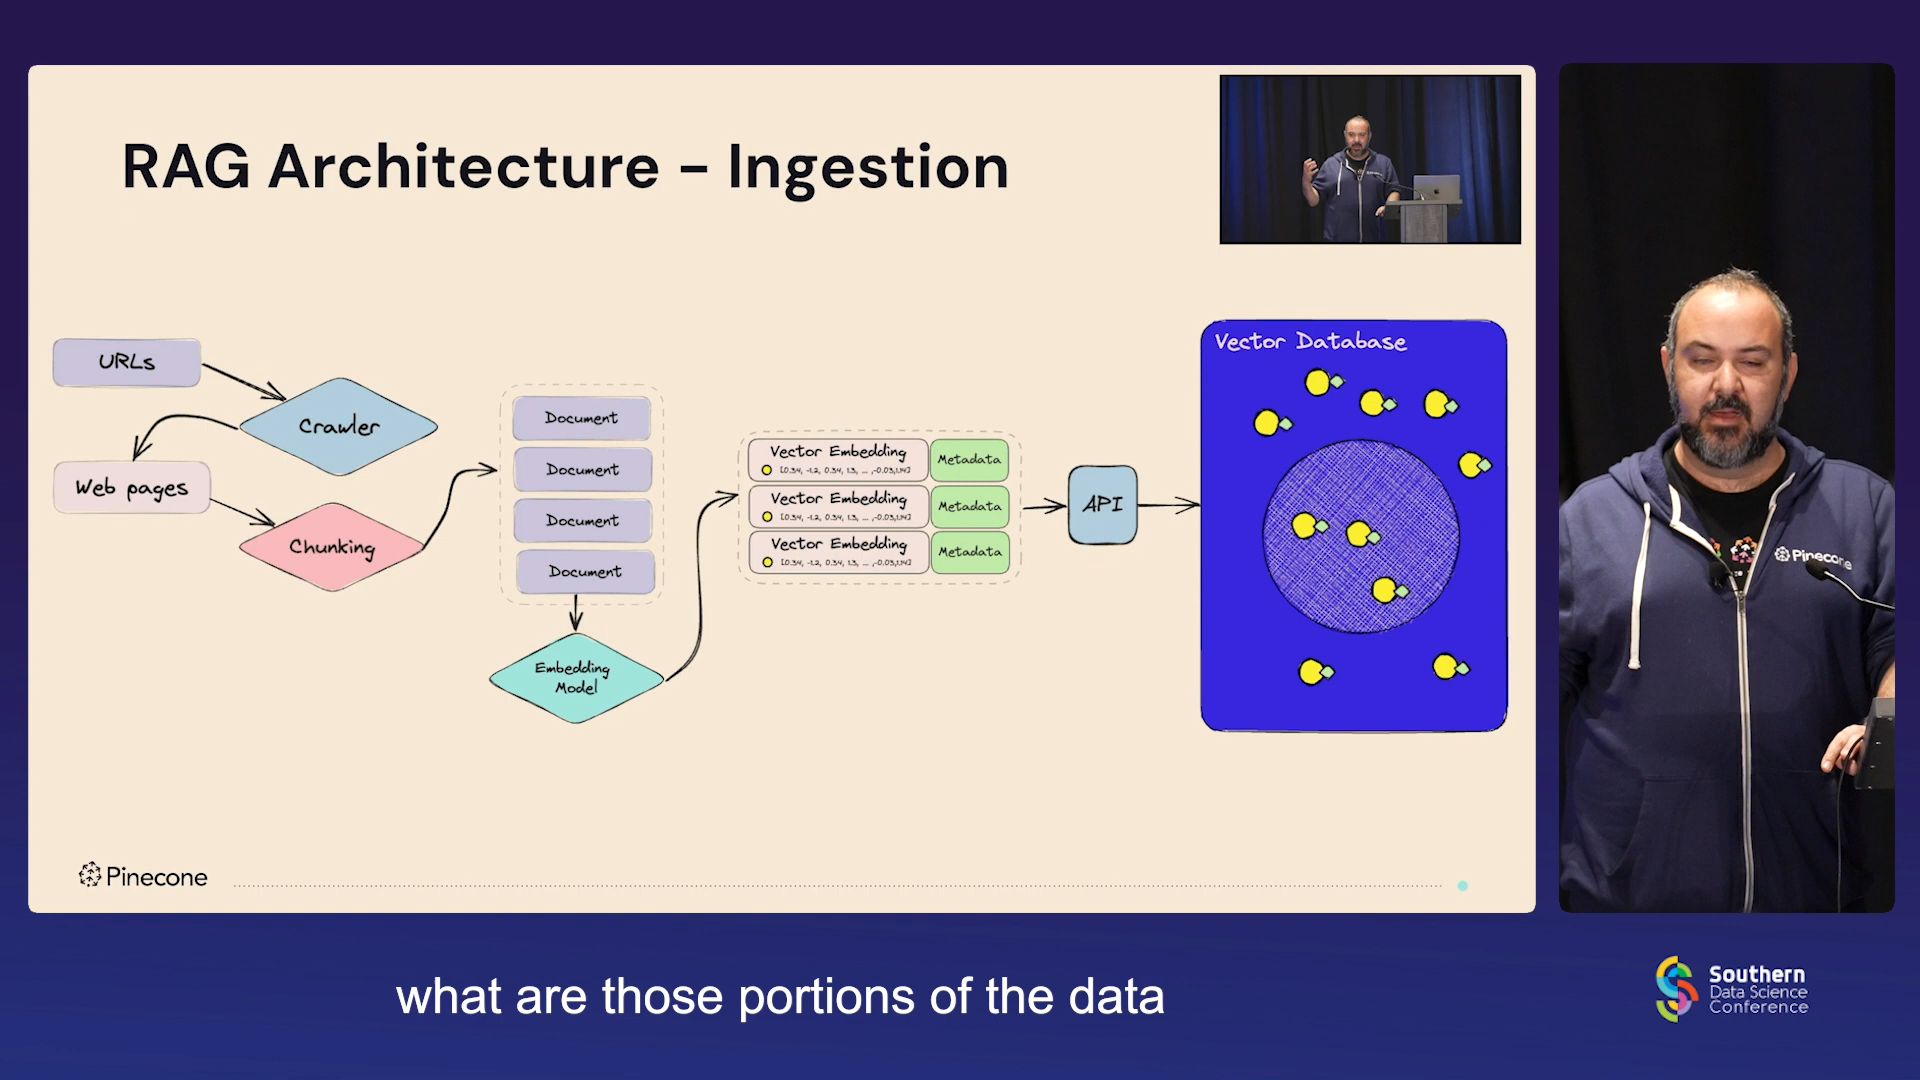 RAG Architecture - Ingestion
URLs
Crawler
Web pages
Chunking
Document
Document
Document
Document
Embedding
Model
Vector Embedding
Metadata
Vector Embedding
Metadata
Vector Embedding
Metadata
API
Vector Database
Pinecone
Pinecone
what are those portions of the data
Southern
Data Science
Conference